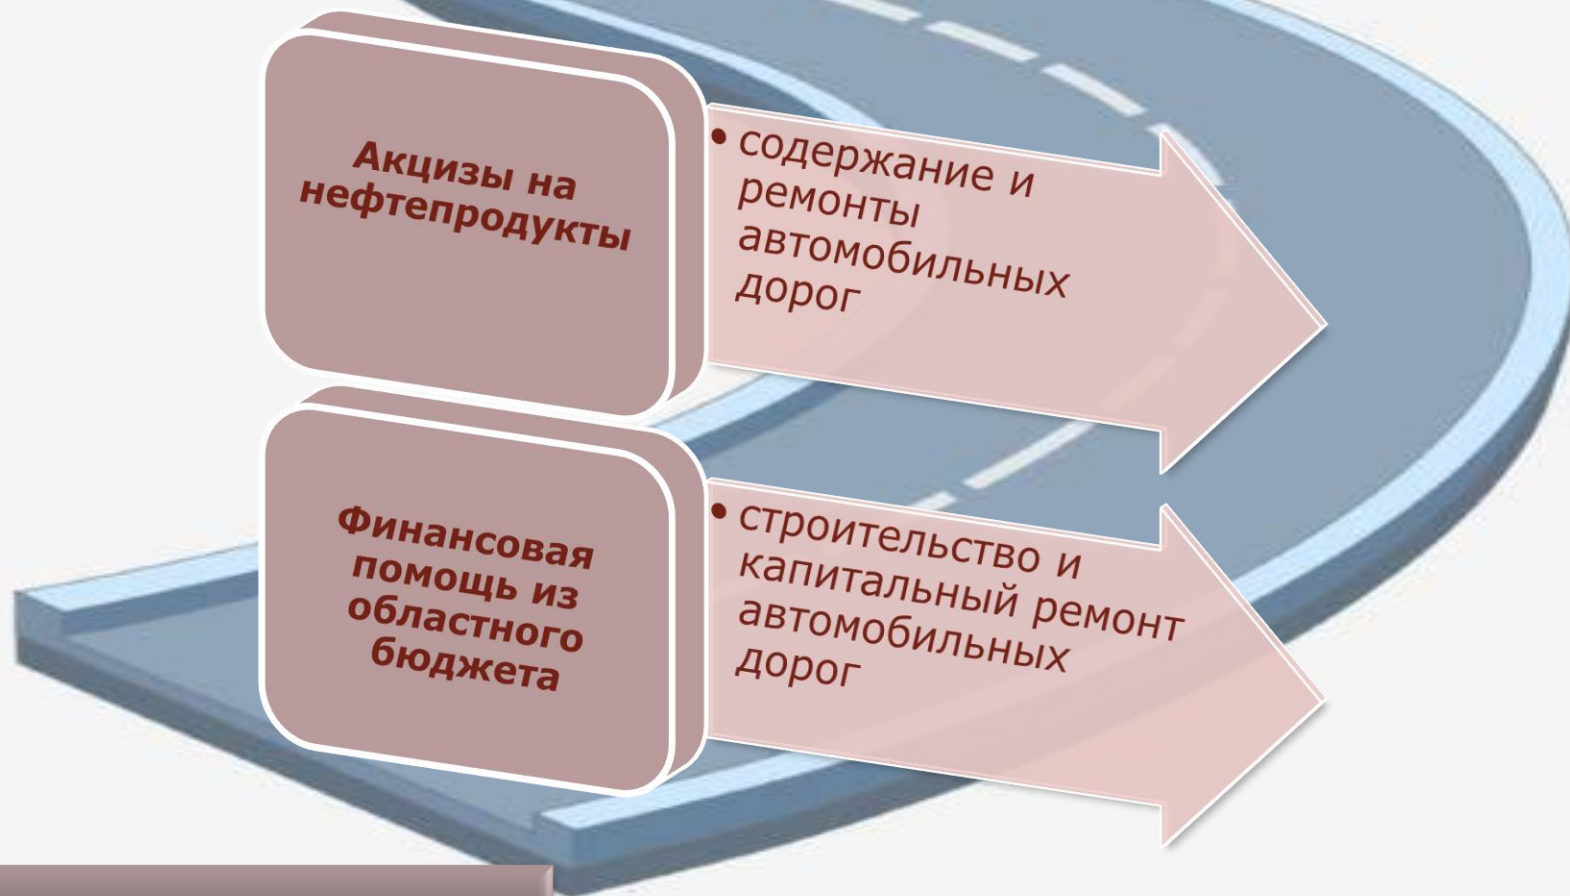 Акцизы на
нефтепродукты
• содержание и
ремонты
автомобильных
дорог
Финансовая
помощь из
областного
бюджета
• строительство и
капитальный ремонт
автомобильных
дорог